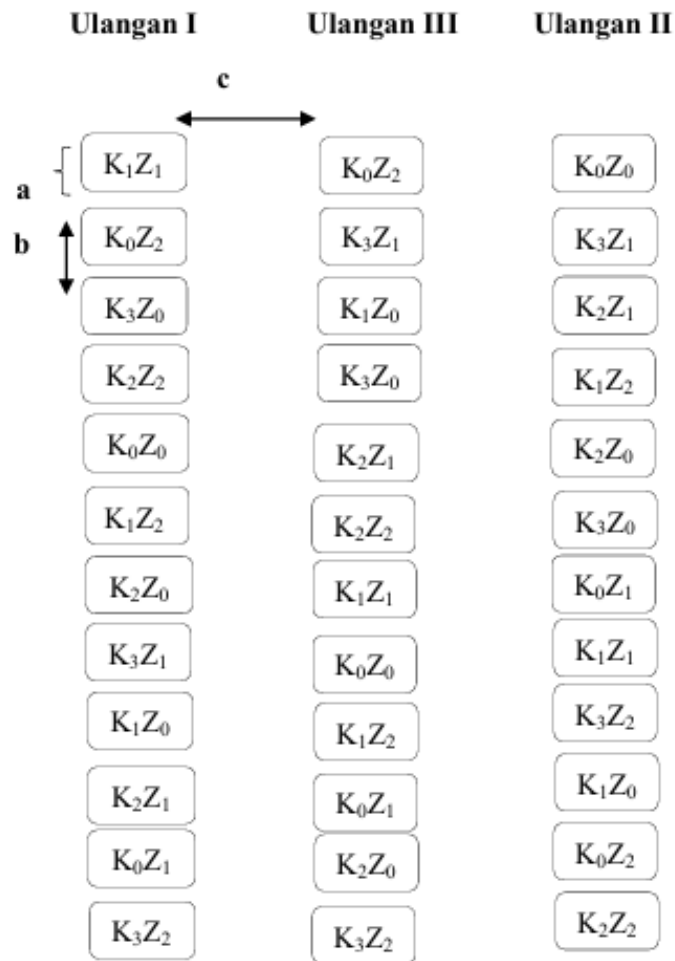 Ulangan I Ulangan III Ulangan II
c
K₁Z₁ K₀Z₂ K₀Z₀
a
K₀Z₂ K₃Z₁ K₃Z₁
b
K₃Z₀ K₁Z₀ K₂Z₁
K₂Z₂ K₃Z₀ K₁Z₂
K₀Z₀ K₂Z₁ K₂Z₀
K₁Z₂ K₂Z₂ K₃Z₀
K₂Z₀ K₁Z₁ K₀Z₁
K₃Z₁ K₀Z₀ K₁Z₁
K₁Z₀ K₁Z₂ K₃Z₂
K₂Z₁ K₀Z₁ K₁Z₀
K₀Z₁ K₂Z₀ K₀Z₂
K₃Z₂ K₃Z₂ K₂Z₂